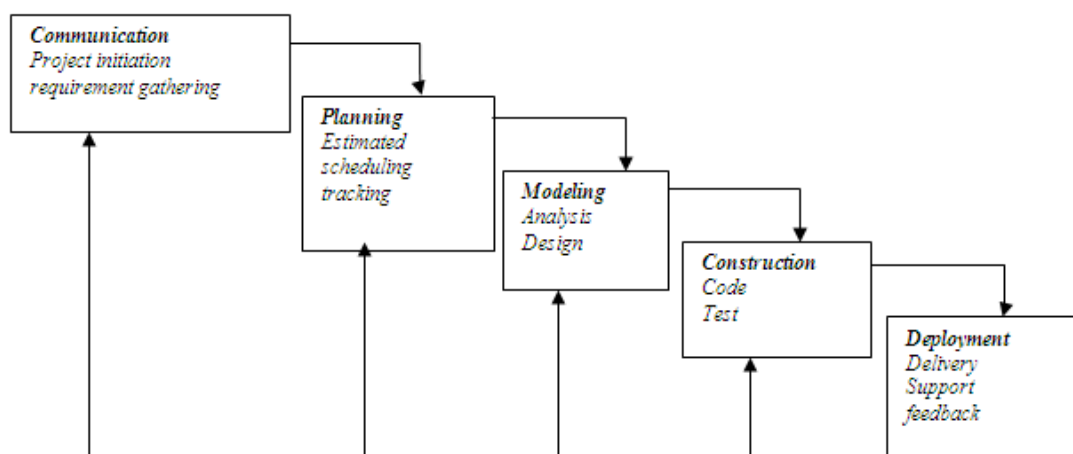 Communication
Project initiation
requirement gathering
Planning
Estimated
scheduling
tracking
Modeling
Analysis
Design
Construction
Code
Test
Deployment
Delivery
Support
feedback